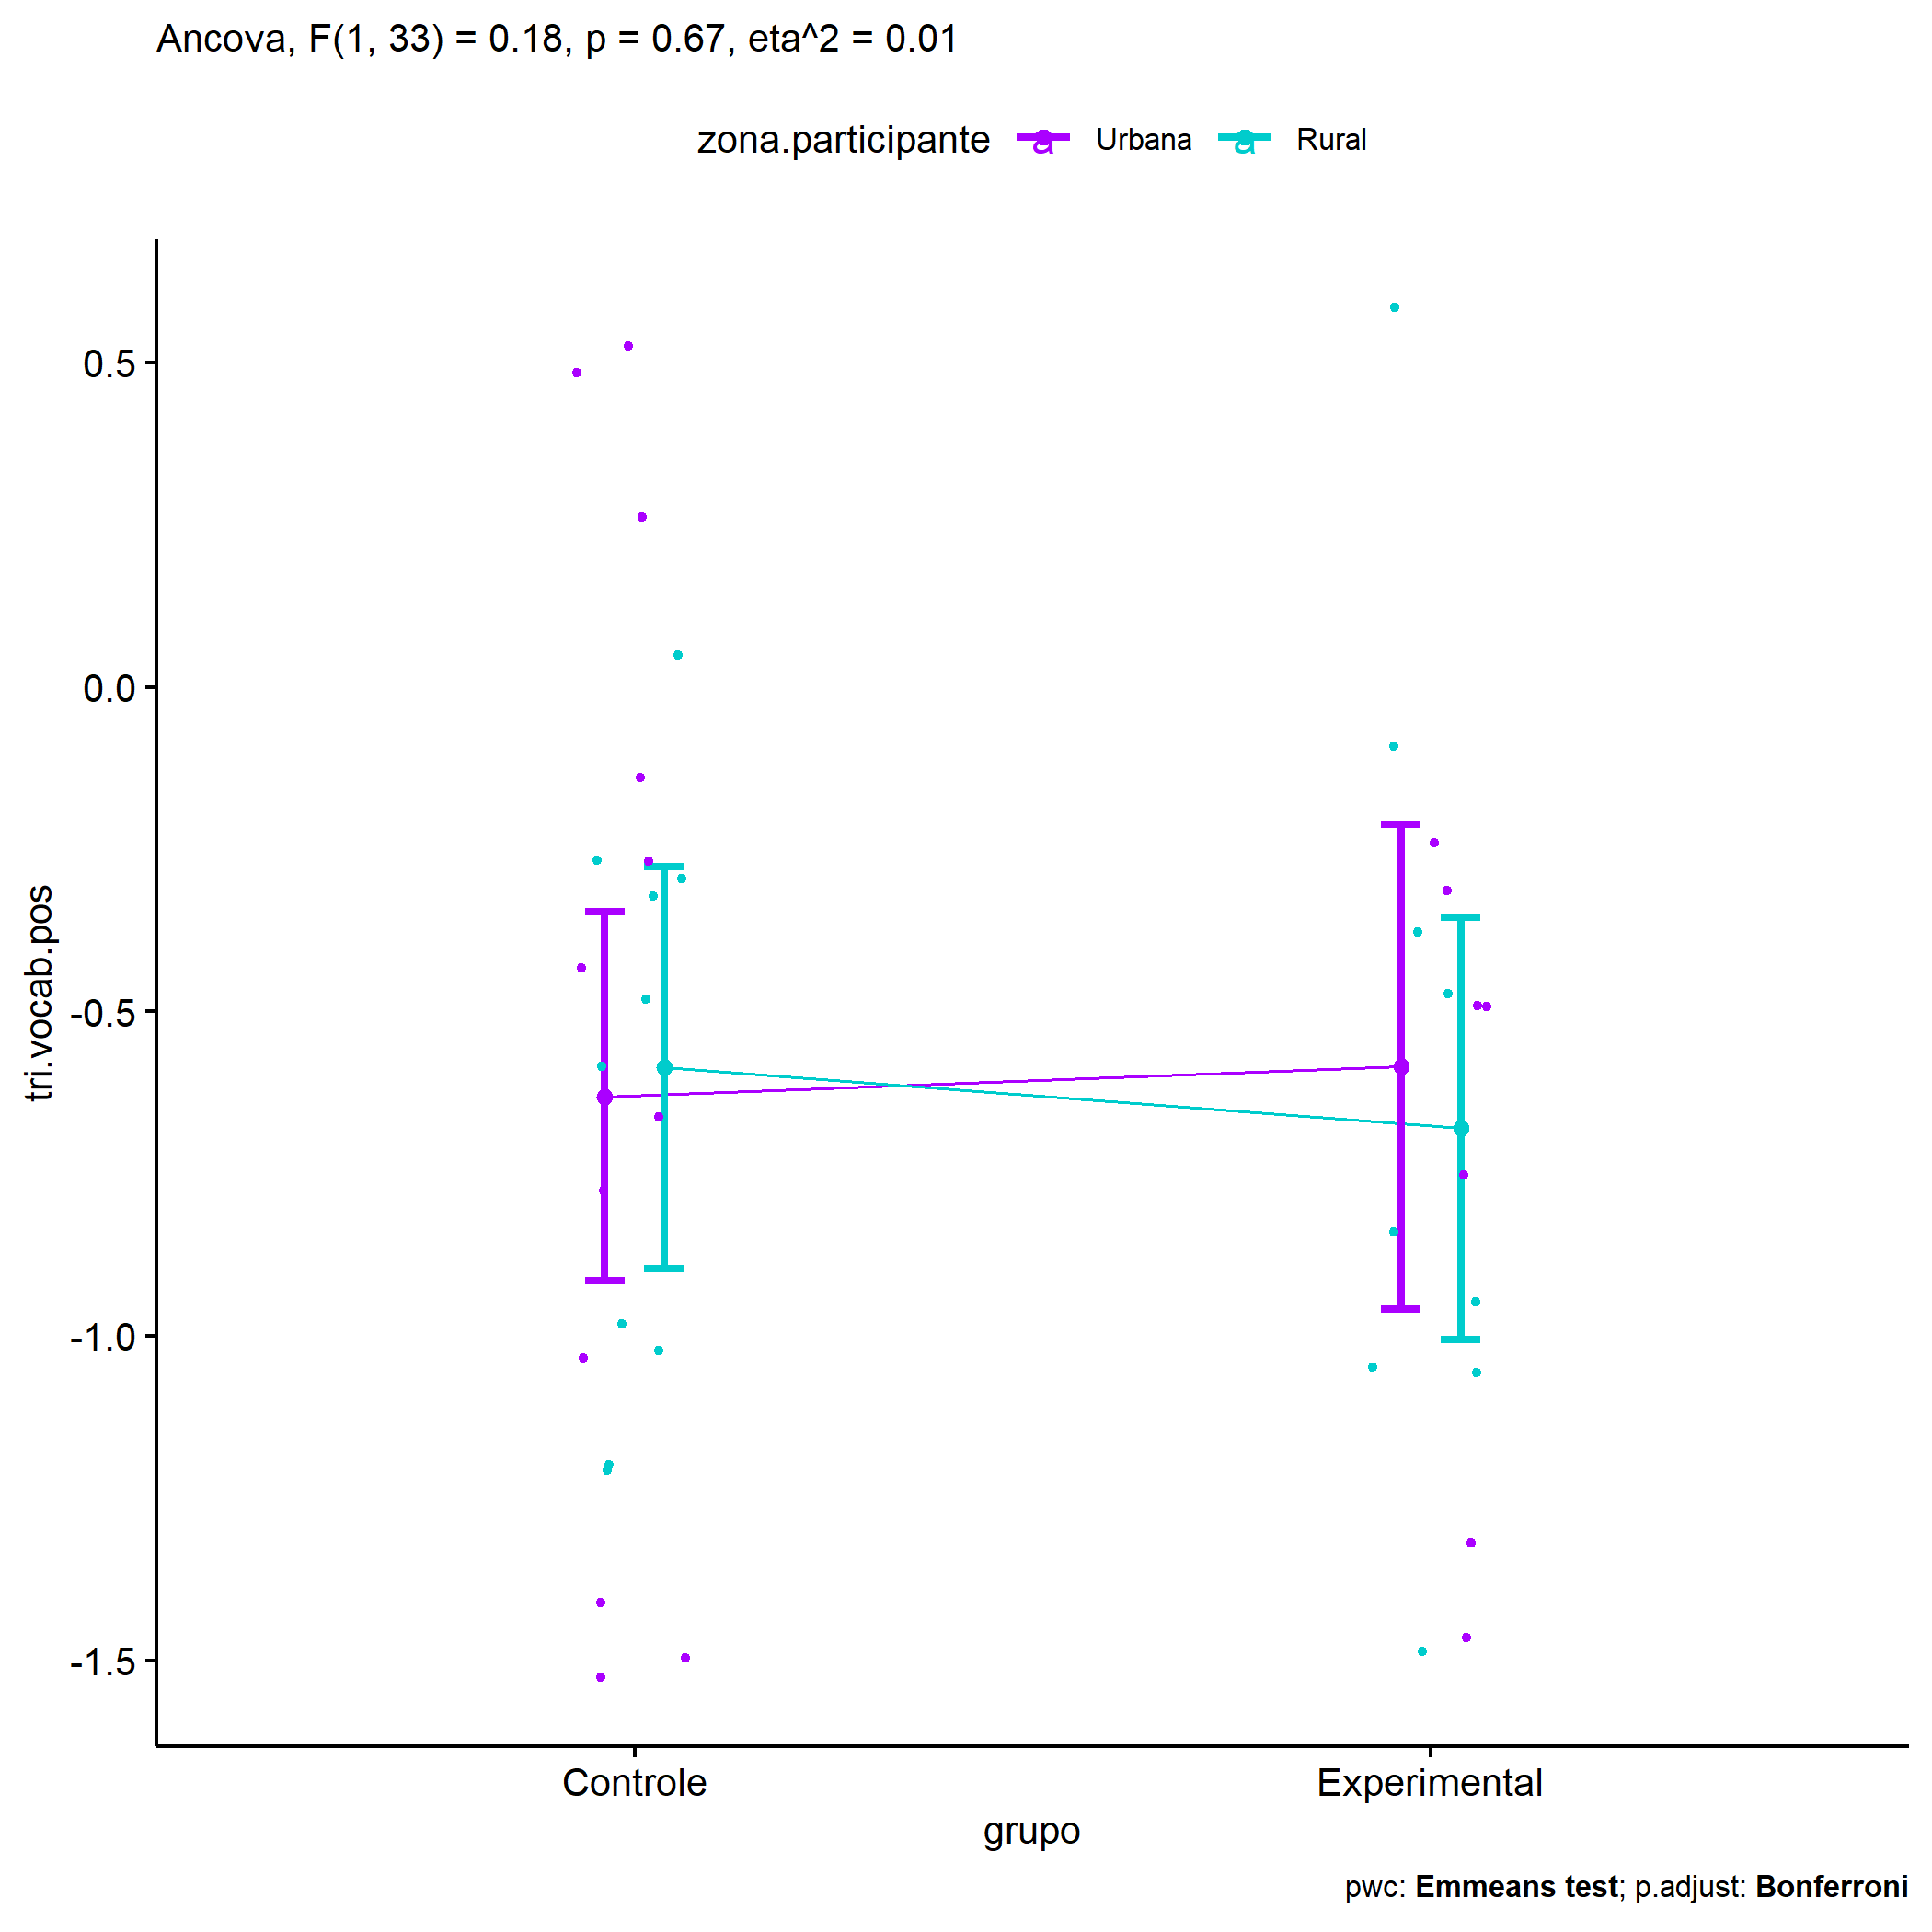 Ancova, F(1, 33) = 0.18, p = 0.67, eta^2 = 0.01
zona.participante a Urbana a Rural
0.5
0.0
-0.5
-1.0
-1.5
tri.vocab.pos
Controle Experimental
grupo
pwc: Emmeans test; p.adjust: Bonferroni